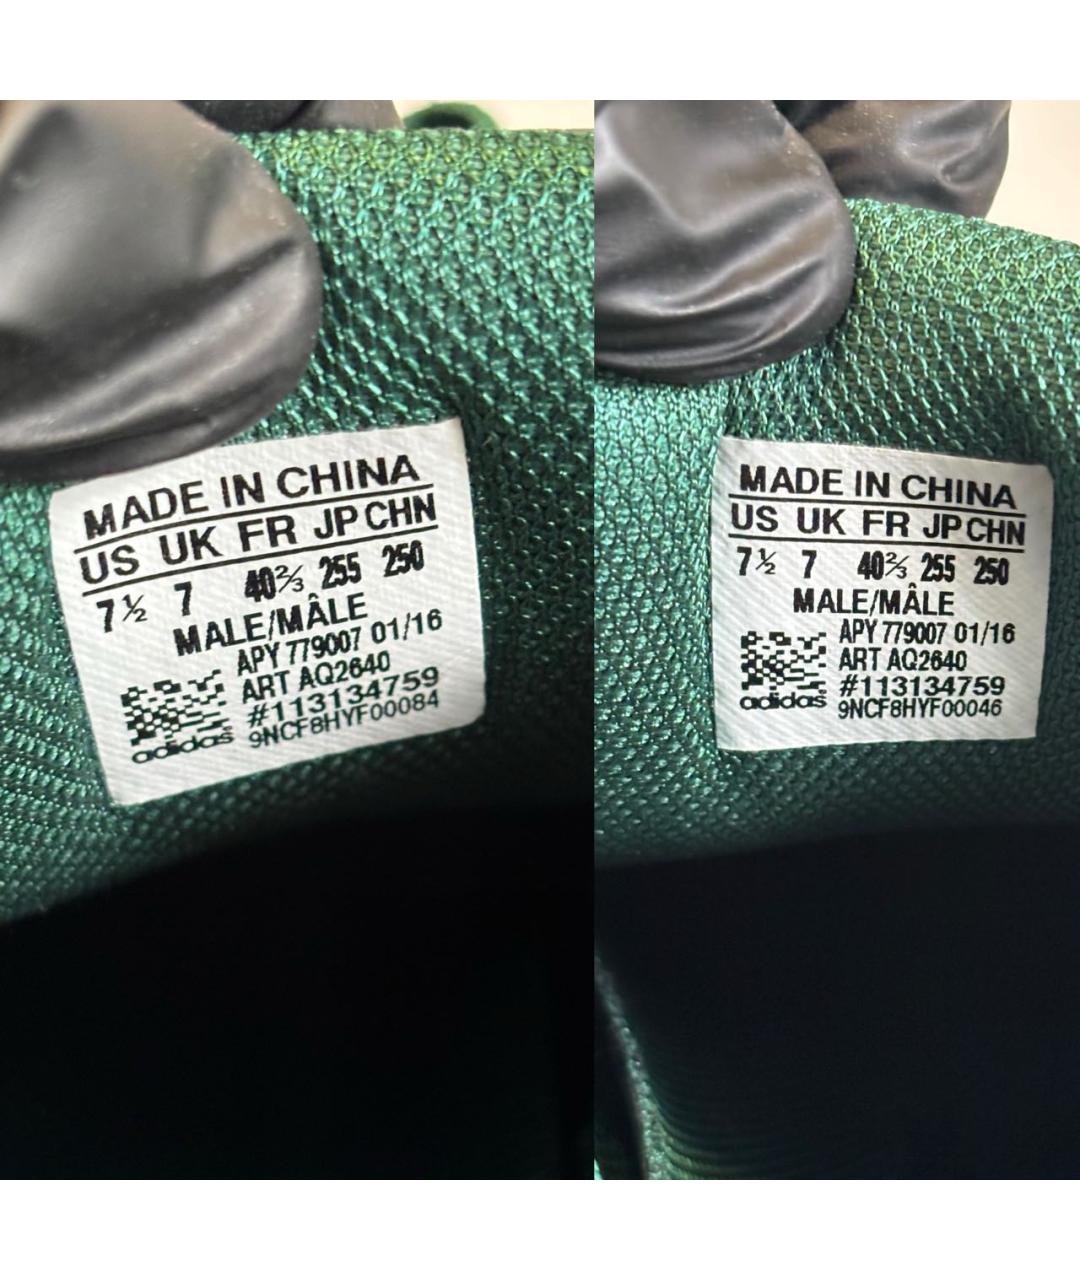 MADE IN CHINA
US UK FR JP CHN
7½ 7 40⅔ 255 250
MALE/MÂLE
APY 779007 01/16
ART AQ2640
#113134759
9NCF8HYF00084
adidas
MADE IN CHINA
US UK FR JP CHN
7½ 7 40⅔ 255 250
MALE/MÂLE
APY 779007 01/16
ART AQ2640
#113134759
9NCF8HYF00046
adidas